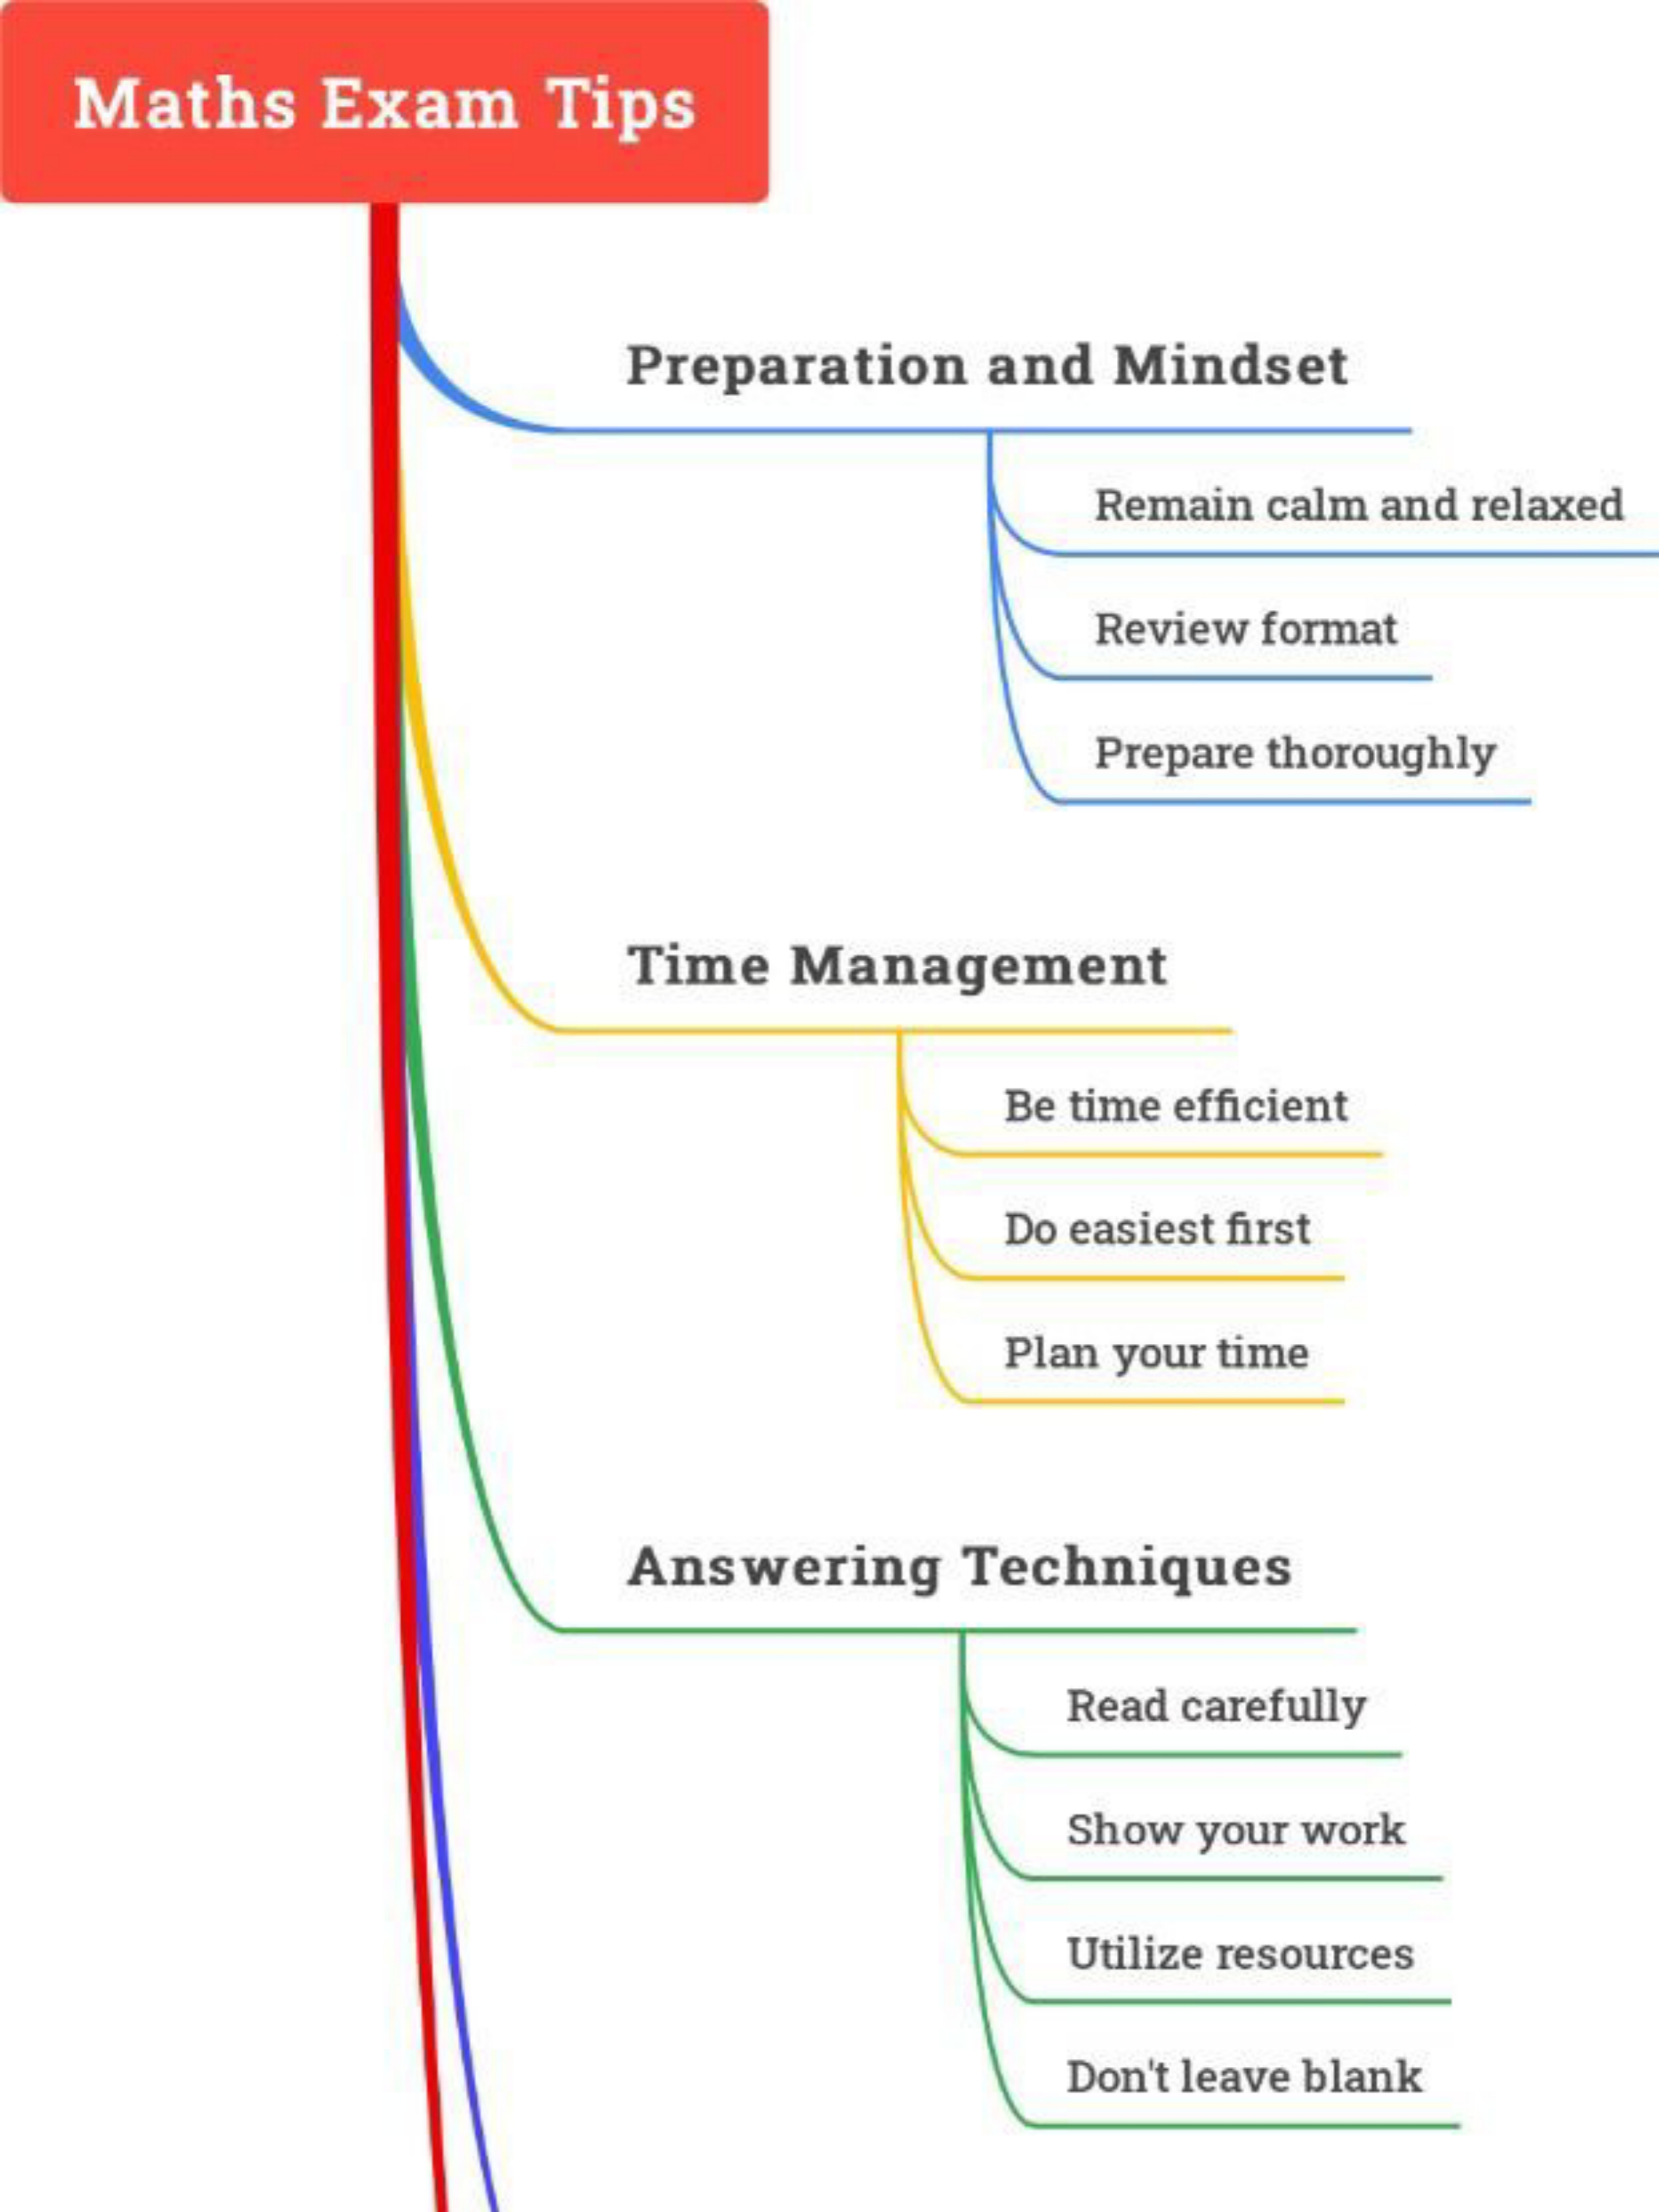 Maths Exam Tips
Preparation and Mindset
Remain calm and relaxed
Review format
Prepare thoroughly
Time Management
Be time efficient
Do easiest first
Plan your time
Answering Techniques
Read carefully
Show your work
Utilize resources
Don't leave blank